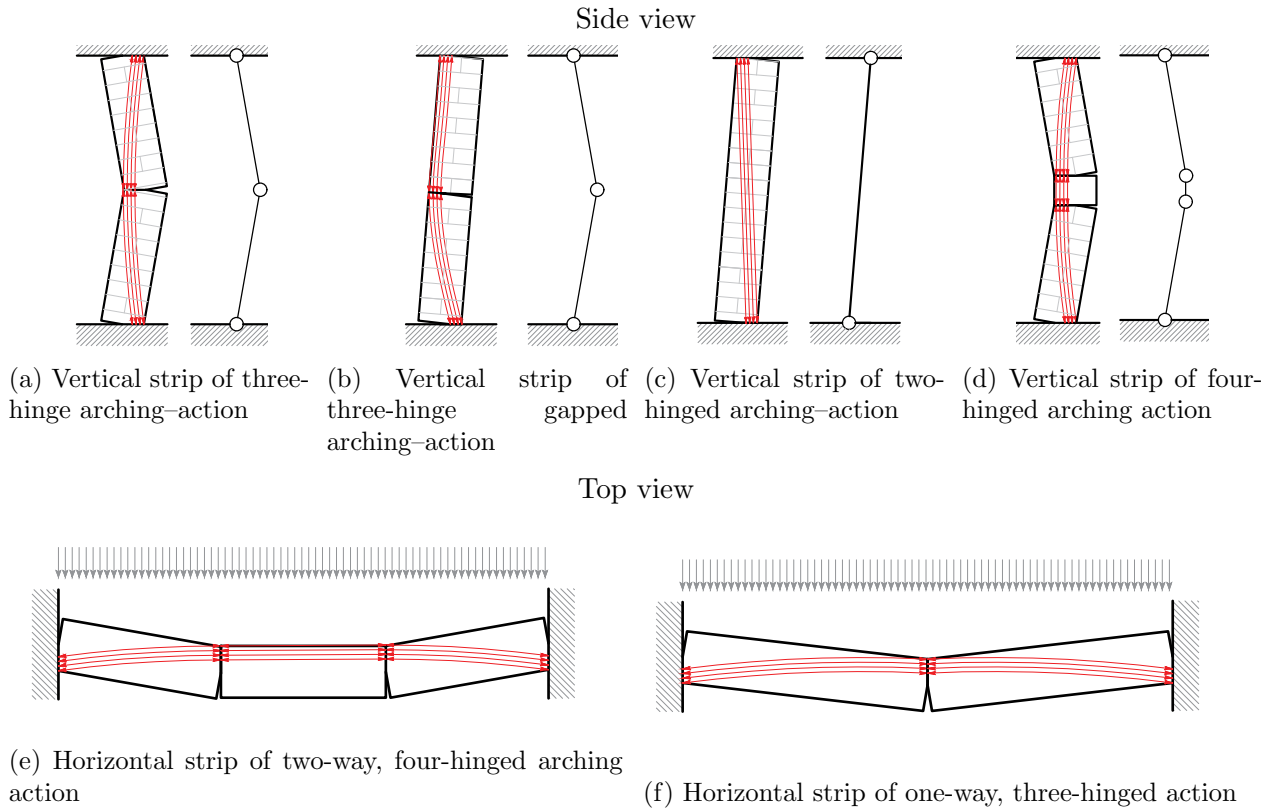 Side view
(a) Vertical strip of three-
hinge arching–action
(b) Vertical strip of
three-hinge gapped
arching–action
(c) Vertical strip of two-
hinged arching–action
(d) Vertical strip of four-
hinged arching action
Top view
(e) Horizontal strip of two-way, four-hinged arching
action
(f) Horizontal strip of one-way, three-hinged action